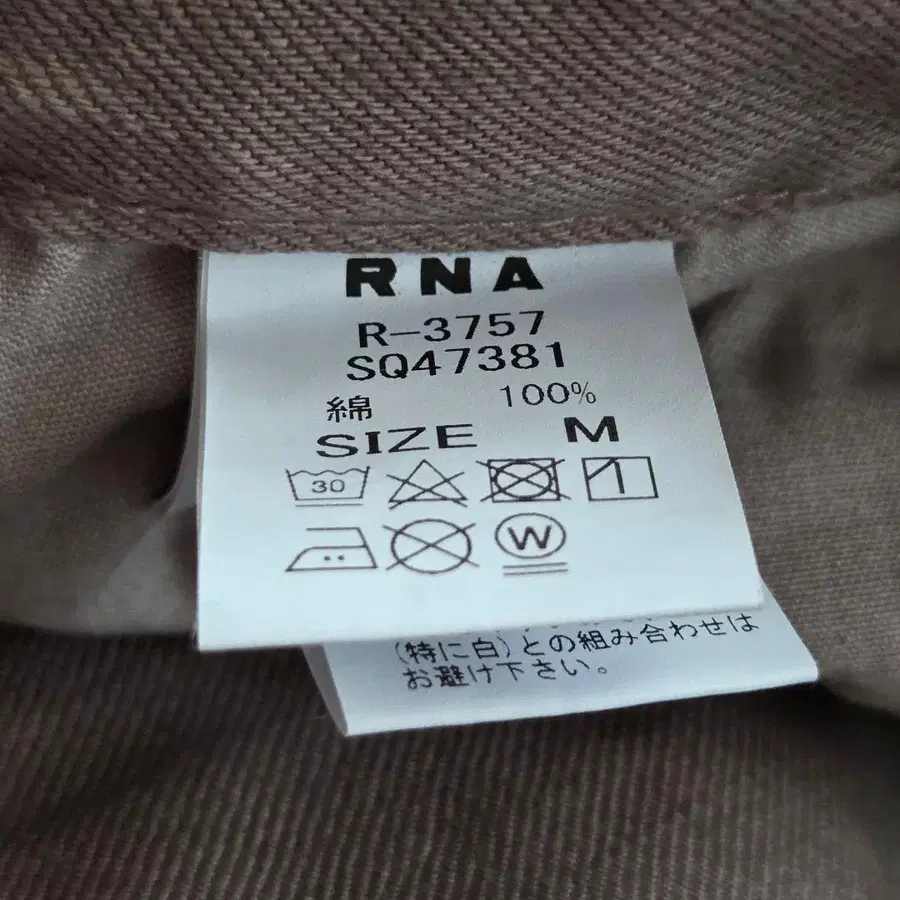 RNA
R-3757
SQ47381
綿 100%
SIZE M
30
W
(特に白)との組み合わせは
お避け下さい。